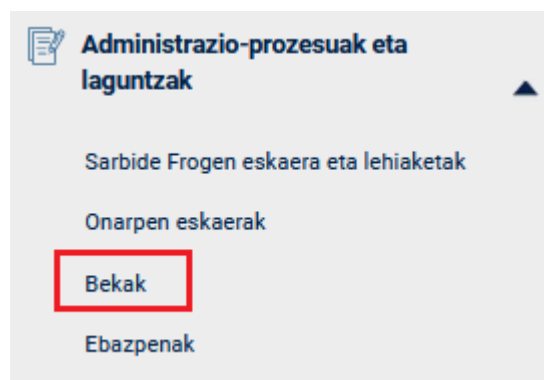 Administrazio-prozesuak eta
laguntzak
Sarbide Frogen eskaera eta lehiaketak
Onarpen eskaerak
Bekak
Ebazpenak